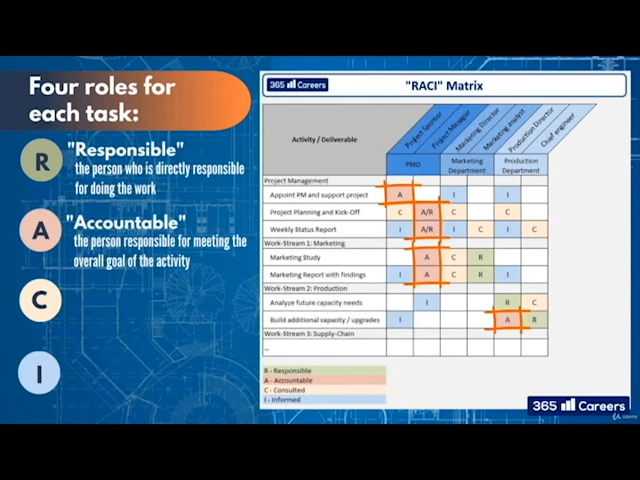 Four roles for
each task:
R
"Responsible"
the person who is directly responsible
for doing the work
A
"Accountable"
the person responsible for meeting the
overall goal of the activity
C
I
365 Careers
"RACI" Matrix
Activity / Deliverable
Project Sponsor
Project Manager
Marketing Director
Marketing Analyst
Production Director
Chief engineer
PMO
Marketing Department
Production Department
Project Management
Appoint PM and support project A I I
Project Planning and Kick-Off C A/R C C
Weekly Status Report I A/R I C I C
Work-Stream 1: Marketing
Marketing Study A C R
Marketing Report with findings I A C R I
Work-Stream 2: Production
Analyze future capacity needs I R C
Build additional capacity / upgrades I A R
Work-Stream 3: Supply-Chain
...
R - Responsible
A - Accountable
C - Consulted
I - Informed
365 Careers
Udemy